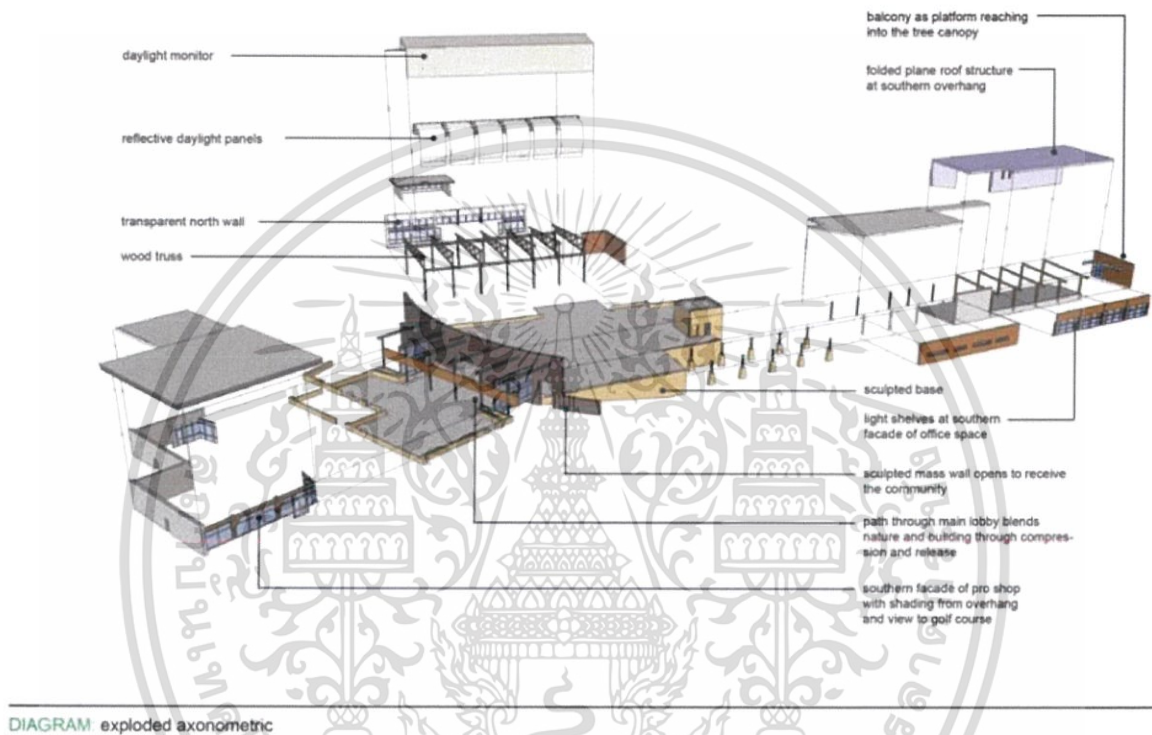 balcony as platform reaching
into the tree canopy
daylight monitor
folded plane roof structure
at southern overhang
reflective daylight panels
transparent north wall
wood truss
sculpted base
light shelves at southern
facade of office space
sculpted mass wall opens to receive
the community
path through main lobby blends
nature and building through compres-
sion and release
southern facade of pro shop
with shading from overhang
and view to golf course
DIAGRAM: exploded axonometric